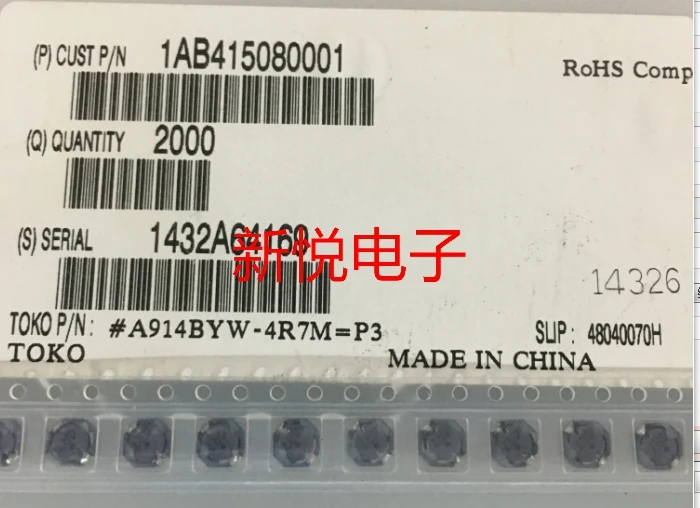 (P) CUST P/N 1AB415080001
RoHS Comp
(Q) QUANTITY 2000
(S) SERIAL 1432A64168
新悦电子
14326
TOKO P/N: #A914BYW-4R7M=P3 SLIP: 48040070H
TOKO MADE IN CHINA